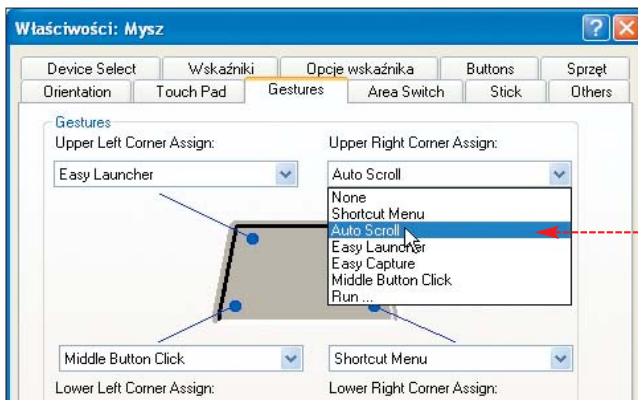 Właściwości: Mysz
Device Select Wskaźniki Opcje wskaźnika Buttons Sprzęt
Orientation Touch Pad Gestures Area Switch Stick Others
Gestures
Upper Left Corner Assign: Upper Right Corner Assign:
Easy Launcher Auto Scroll
None
Shortcut Menu
Auto Scroll
Easy Launcher
Easy Capture
Middle Button Click
Run ...
Middle Button Click Shortcut Menu
Lower Left Corner Assign: Lower Right Corner Assign: